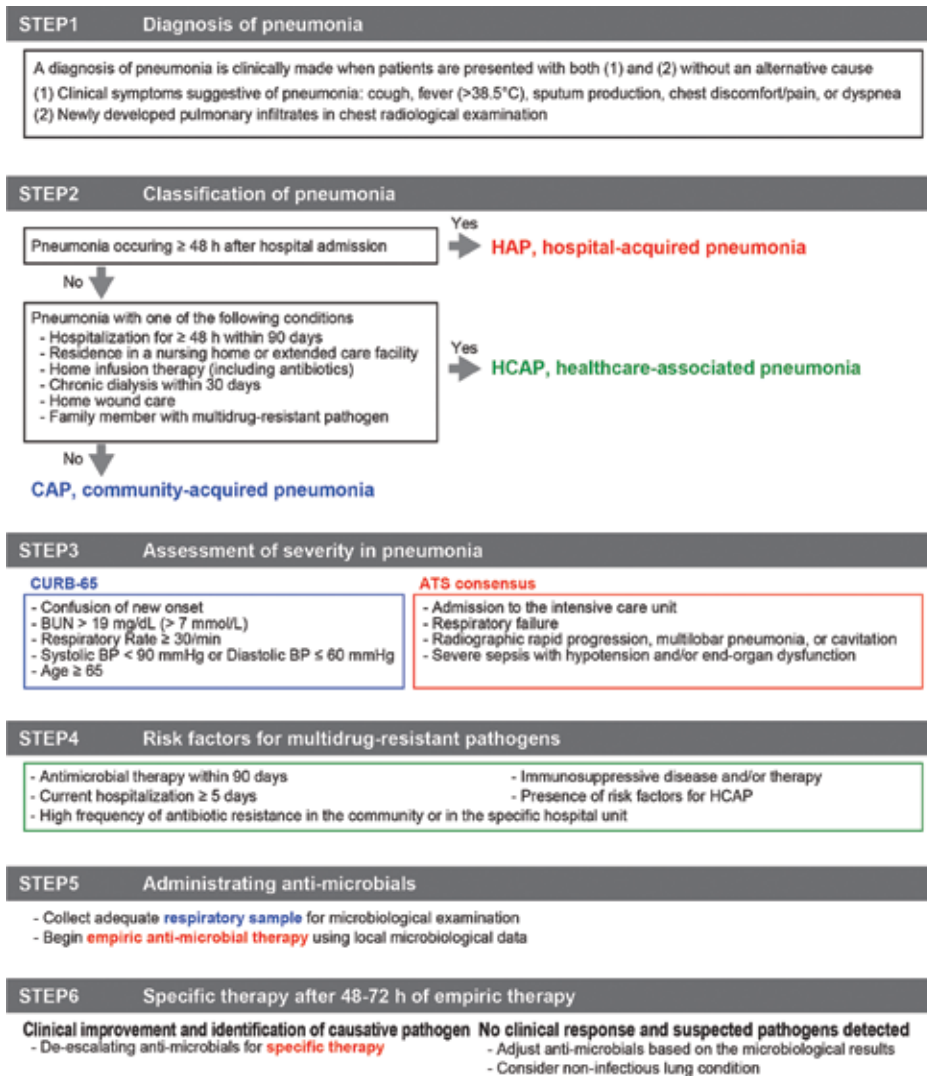 STEP1 Diagnosis of pneumonia
A diagnosis of pneumonia is clinically made when patients are presented with both (1) and (2) without an alternative cause
(1) Clinical symptoms suggestive of pneumonia: cough, fever (>38.5°C), sputum production, chest discomfort/pain, or dyspnea
(2) Newly developed pulmonary infiltrates in chest radiological examination
STEP2 Classification of pneumonia
Pneumonia occuring ≥ 48 h after hospital admission
Yes
HAP, hospital-acquired pneumonia
No
Pneumonia with one of the following conditions
- Hospitalization for ≥ 48 h within 90 days
- Residence in a nursing home or extended care facility
- Home infusion therapy (including antibiotics)
- Chronic dialysis within 30 days
- Home wound care
- Family member with multidrug-resistant pathogen
Yes
HCAP, healthcare-associated pneumonia
No
CAP, community-acquired pneumonia
STEP3 Assessment of severity in pneumonia
CURB-65
- Confusion of new onset
- BUN > 19 mg/dL (> 7 mmol/L)
- Respiratory Rate ≥ 30/min
- Systolic BP < 90 mmHg or Diastolic BP ≤ 60 mmHg
- Age ≥ 65
ATS consensus
- Admission to the intensive care unit
- Respiratory failure
- Radiographic rapid progression, multilobar pneumonia, or cavitation
- Severe sepsis with hypotension and/or end-organ dysfunction
STEP4 Risk factors for multidrug-resistant pathogens
- Antimicrobial therapy within 90 days
- Current hospitalization ≥ 5 days
- Immunosuppressive disease and/or therapy
- Presence of risk factors for HCAP
- High frequency of antibiotic resistance in the community or in the specific hospital unit
STEP5 Administrating anti-microbials
- Collect adequate respiratory sample for microbiological examination
- Begin empiric anti-microbial therapy using local microbiological data
STEP6 Specific therapy after 48-72 h of empiric therapy
Clinical improvement and identification of causative pathogen
- De-escalating anti-microbials for specific therapy
No clinical response and suspected pathogens detected
- Adjust anti-microbials based on the microbiological results
- Consider non-infectious lung condition